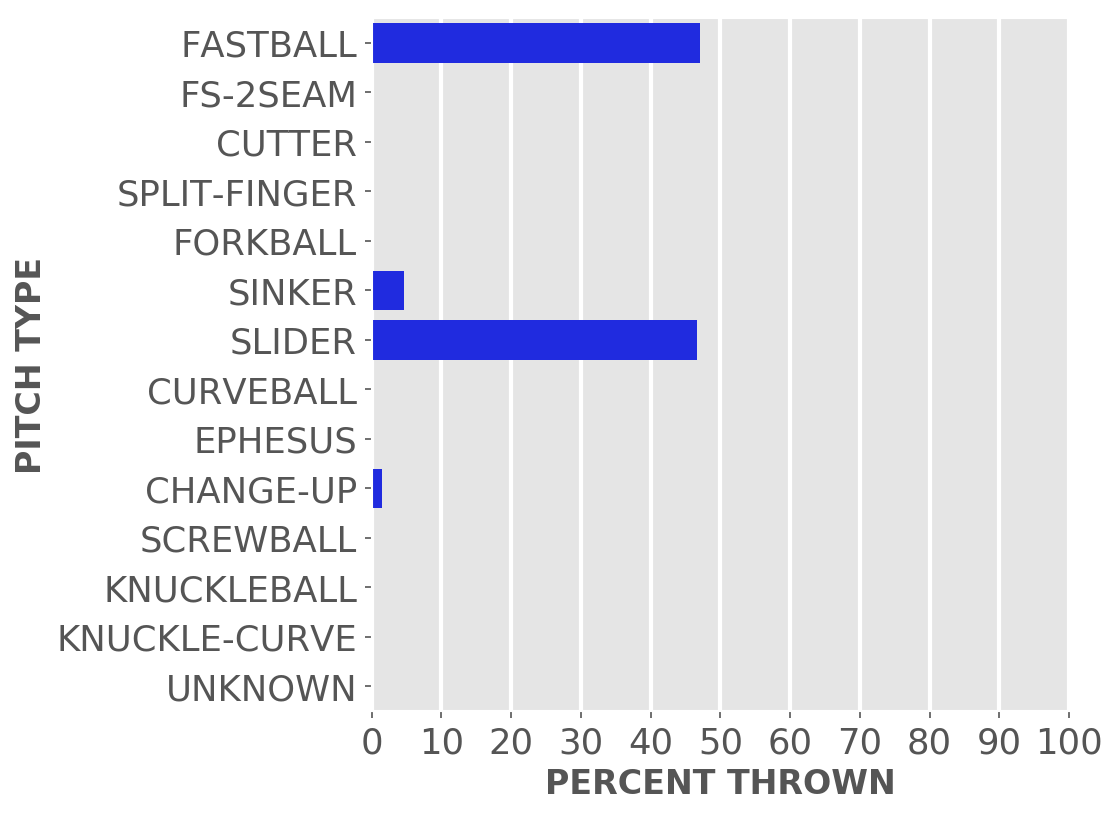 FASTBALL
FS-2SEAM
CUTTER
SPLIT-FINGER
FORKBALL
SINKER
SLIDER
CURVEBALL
EPHESUS
CHANGE-UP
SCREWBALL
KNUCKLEBALL
KNUCKLE-CURVE
UNKNOWN
PITCH TYPE
0 10 20 30 40 50 60 70 80 90 100
PERCENT THROWN